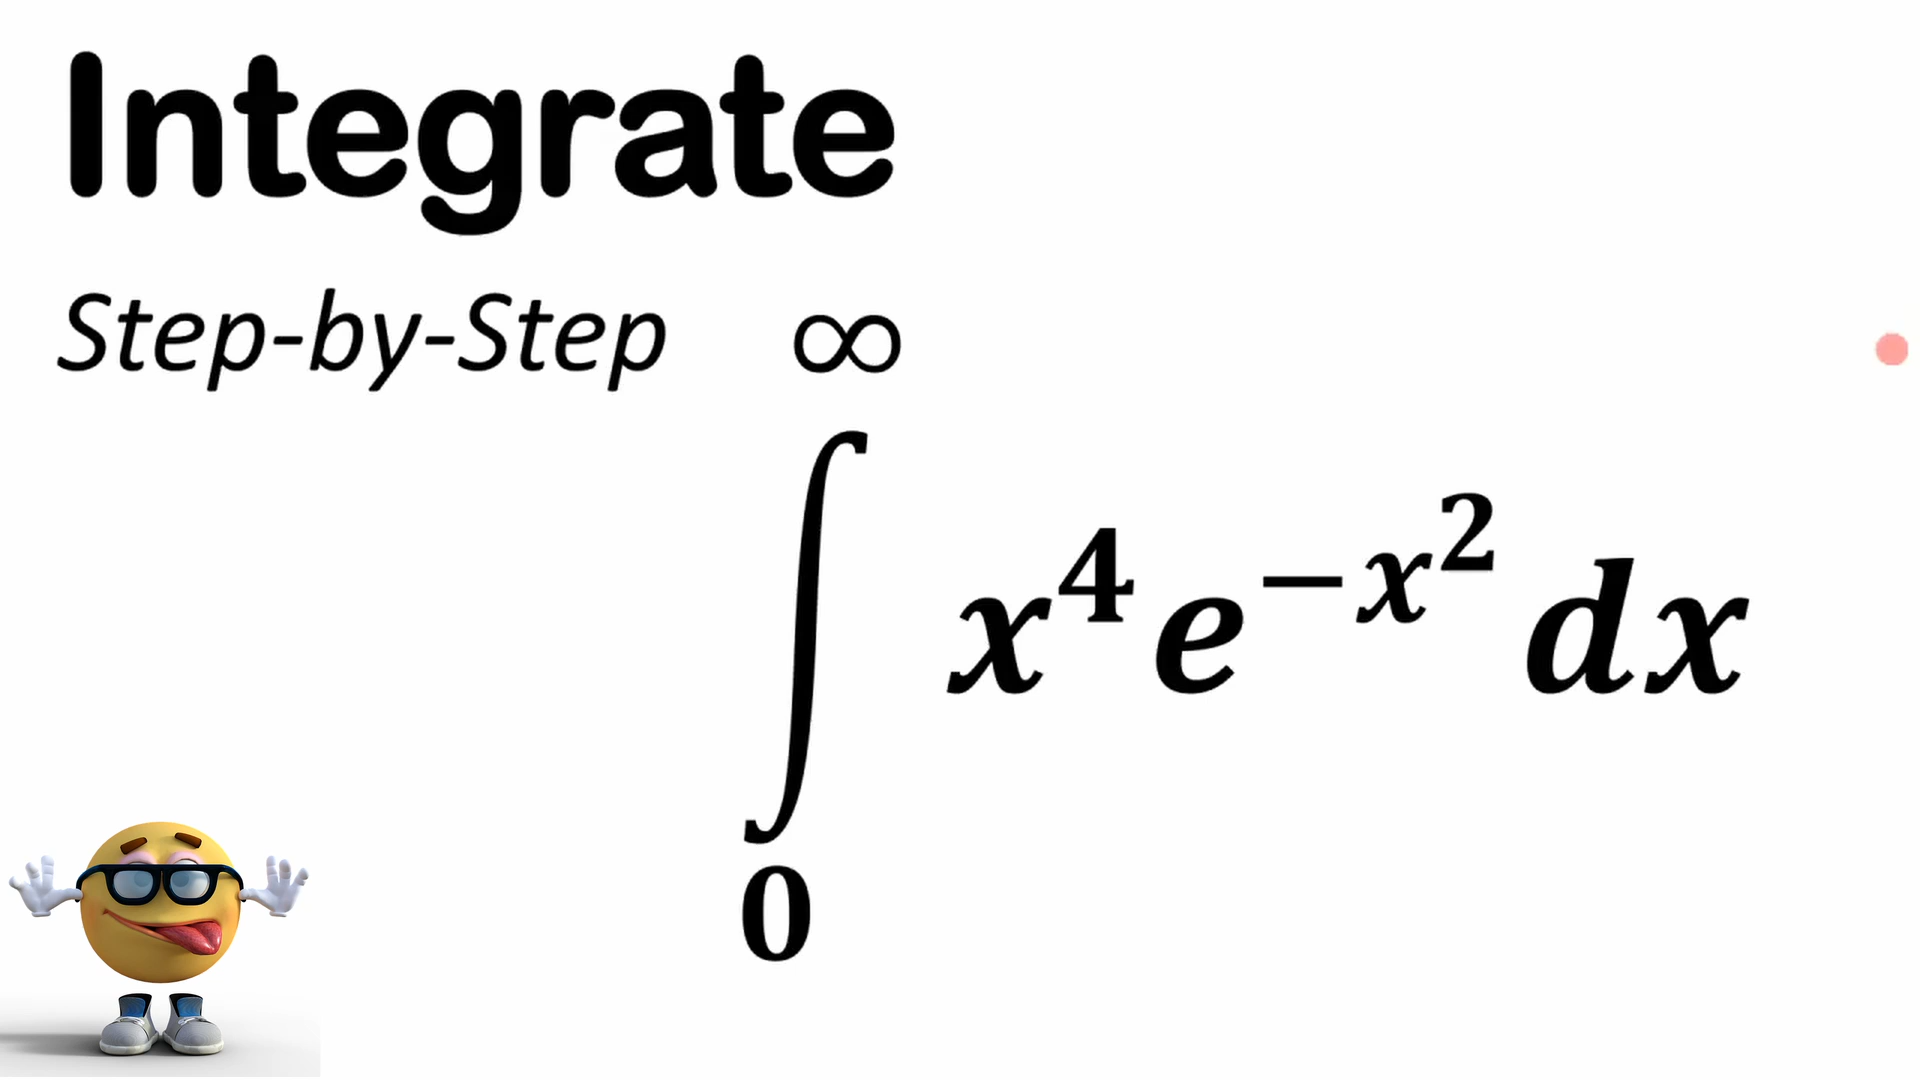 Integrate
Step-by-Step
∞
∫ x⁴e^{-x²} dx
0